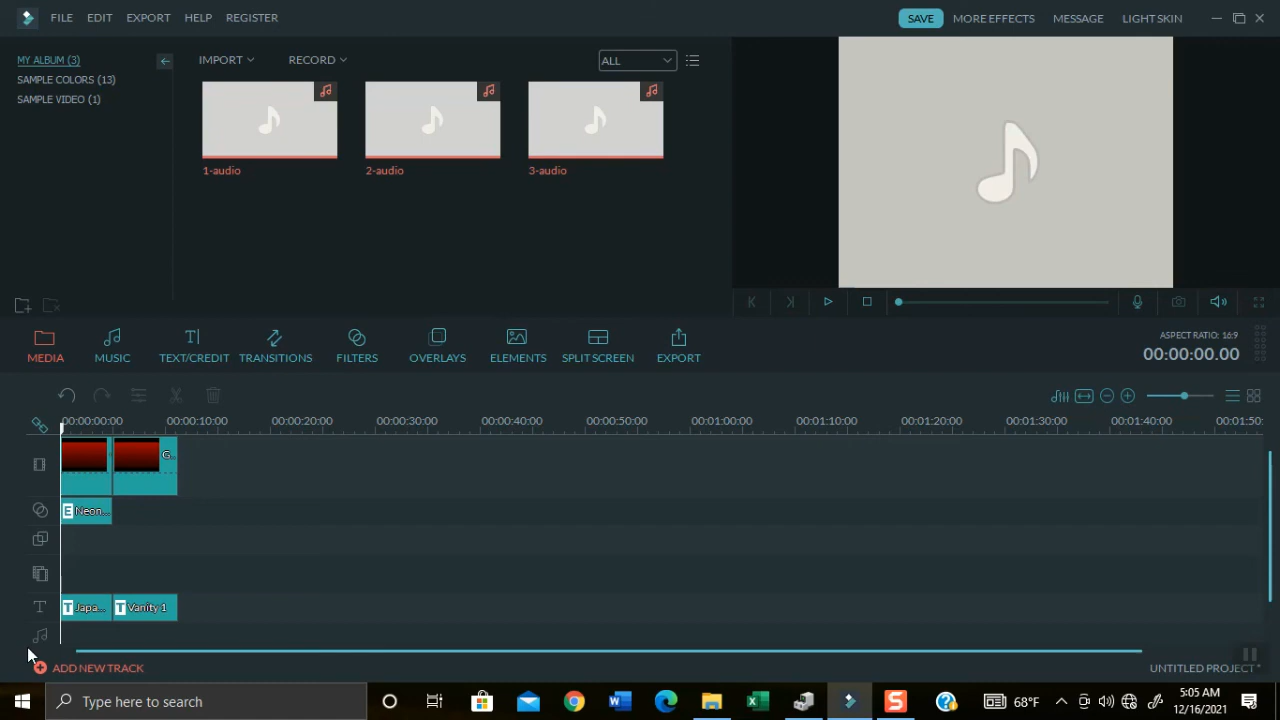 FILE EDIT EXPORT HELP REGISTER SAVE MORE EFFECTS MESSAGE LIGHT SKIN
MY ALBUM (3) IMPORT RECORD ALL
SAMPLE COLORS (13)
SAMPLE VIDEO (1)
1-audio 2-audio 3-audio
MEDIA MUSIC TEXT/CREDIT TRANSITIONS FILTERS OVERLAYS ELEMENTS SPLIT SCREEN EXPORT
ASPECT RATIO: 16:9
00:00:00.00
00:00:00:00 00:00:10:00 00:00:20:00 00:00:30:00 00:00:40:00 00:00:50:00 00:01:00:00 00:01:10:00 00:01:20:00 00:01:30:00 00:01:40:00 00:01:50:
G..
E Neon...
T Japa... T Vanity 1
ADD NEW TRACK UNTITLED PROJECT *
Type here to search 68°F 5:05 AM
12/16/2021